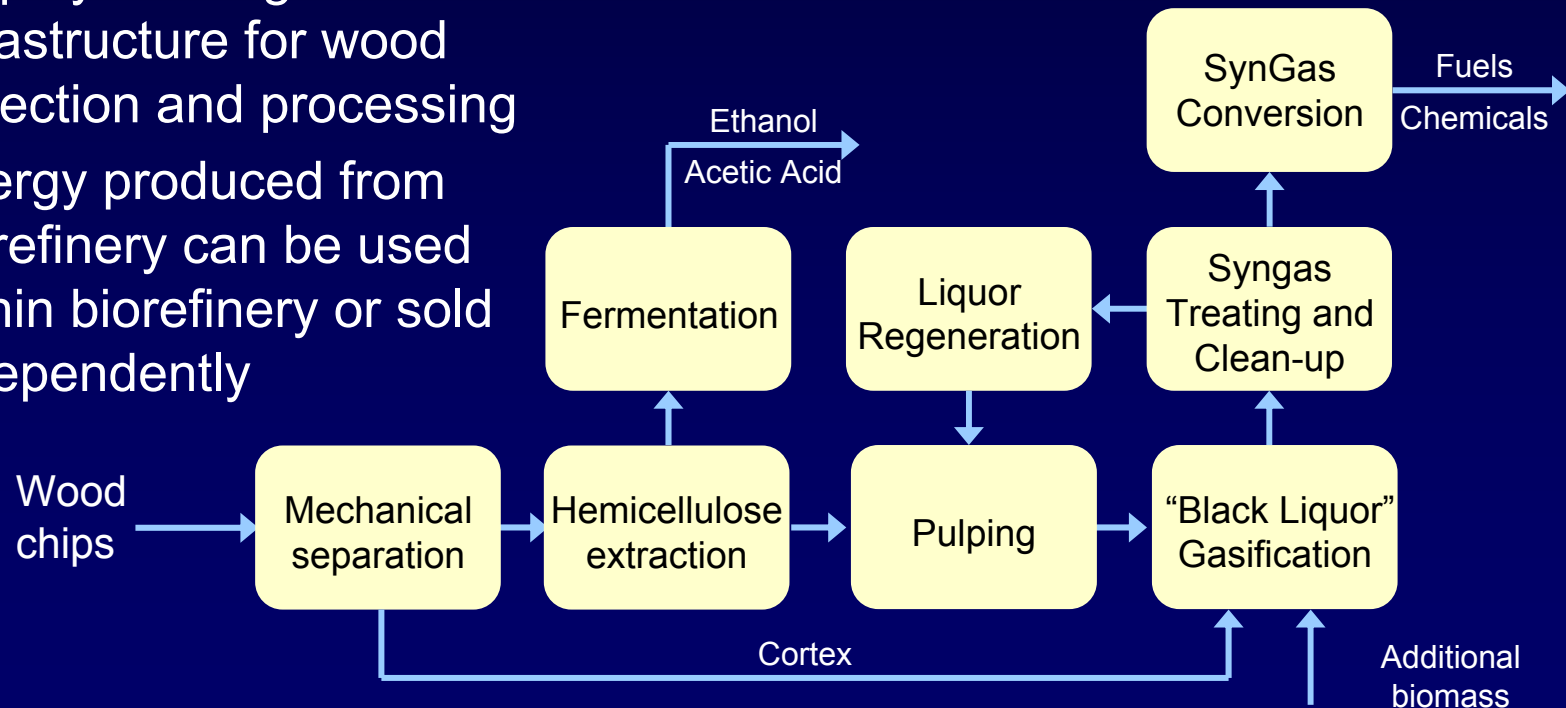 astructure for wood
ection and processing
ergy produced from
refinery can be used
hin biorefinery or sold
ependently
Ethanol
Acetic Acid
SynGas
Conversion
Fuels
Chemicals
Fermentation
Liquor
Regeneration
Syngas
Treating and
Clean-up
Wood
chips
Mechanical
separation
Hemicellulose
extraction
Pulping
“Black Liquor”
Gasification
Cortex
Additional
biomass